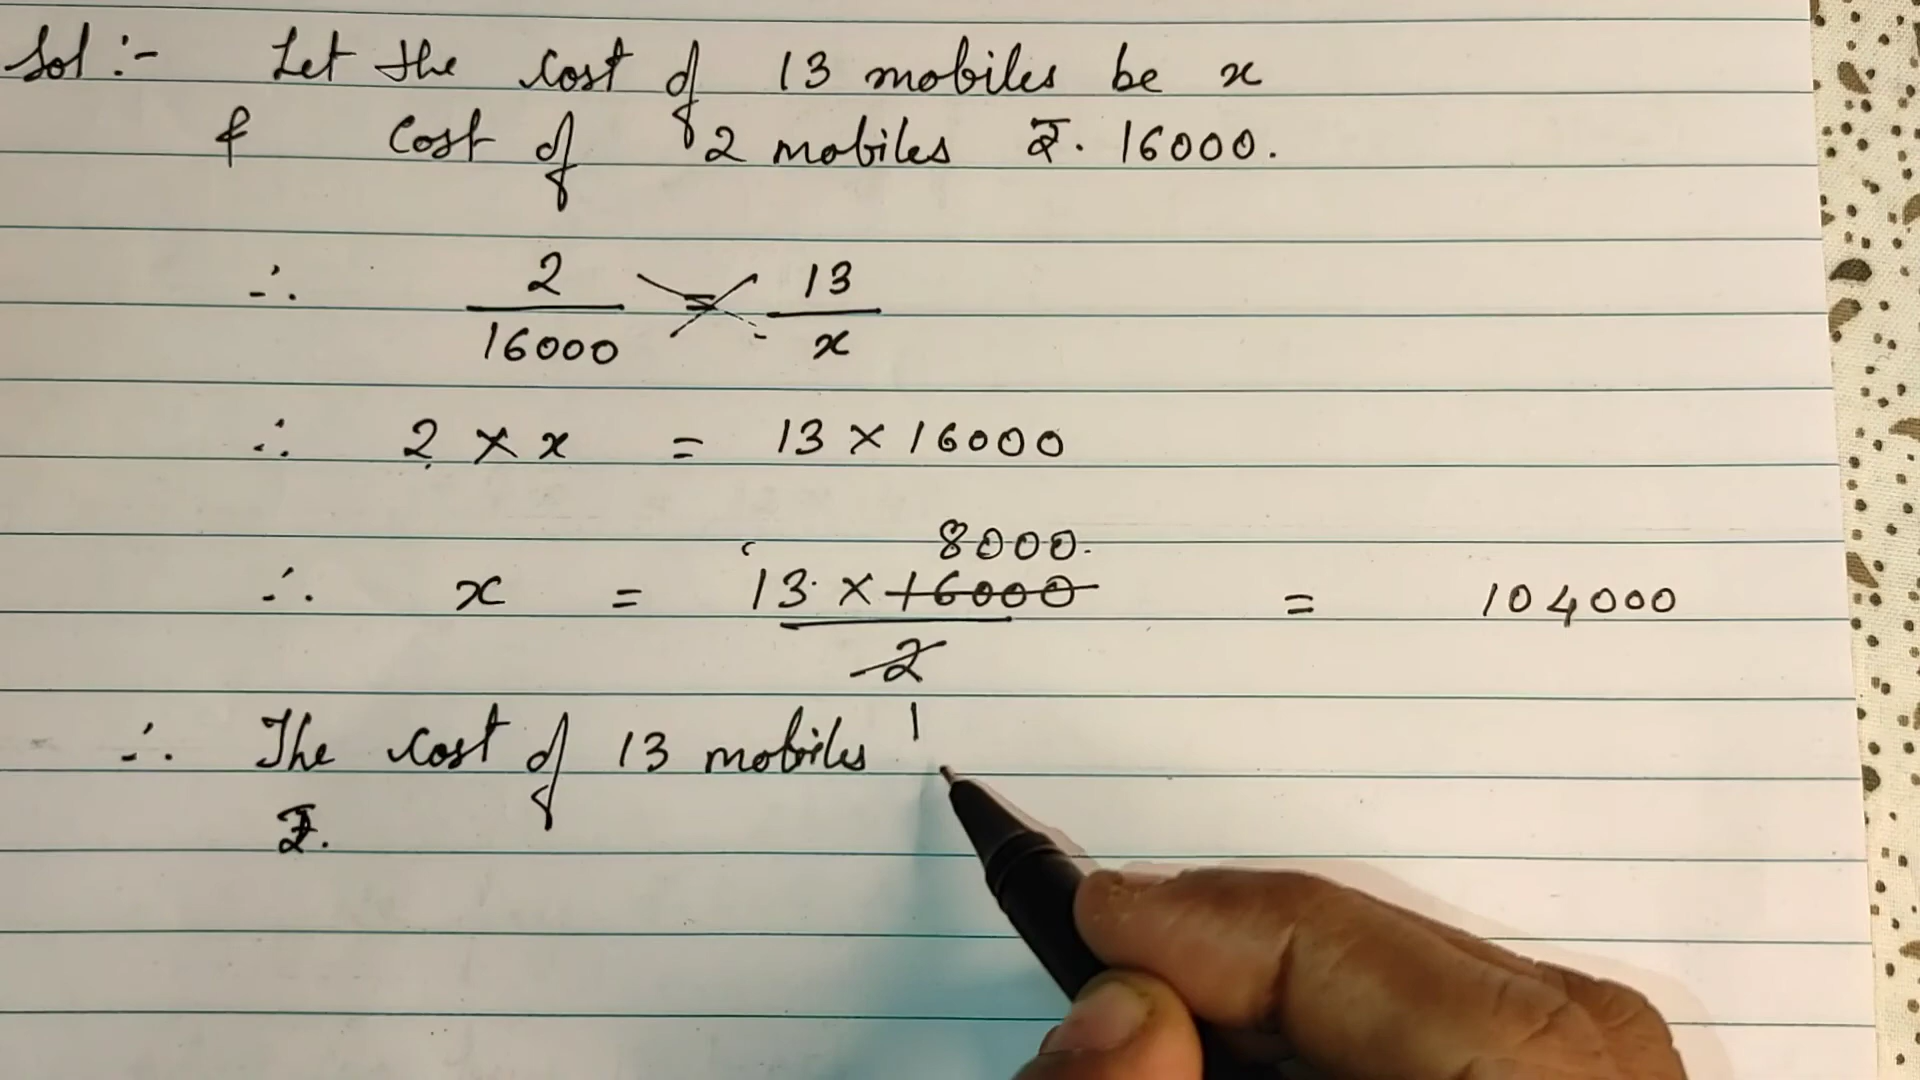 Sol :- Let the cost of 13 mobiles be x
& cost of 2 mobiles ₹. 16000.
∴ 2/16000 = 13/x
∴ 2 × x = 13 × 16000
8000.
∴ x = 13 × 16000 / 2 = 104000
1
∴ The cost of 13 mobiles
₹.